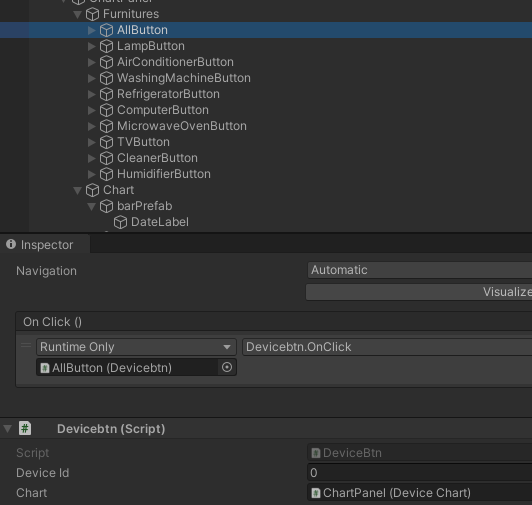 Furnitures
AllButton
LampButton
AirConditionerButton
WashingMachineButton
RefrigeratorButton
ComputerButton
MicrowaveOvenButton
TVButton
CleanerButton
HumidifierButton
Chart
barPrefab
DateLabel
Inspector
Navigation Automatic
Visualize
On Click ()
Runtime Only Devicebtn.OnClick
AllButton (Devicebtn)
# Devicebtn (Script)
Script DeviceBtn
Device Id 0
Chart ChartPanel (Device Chart)